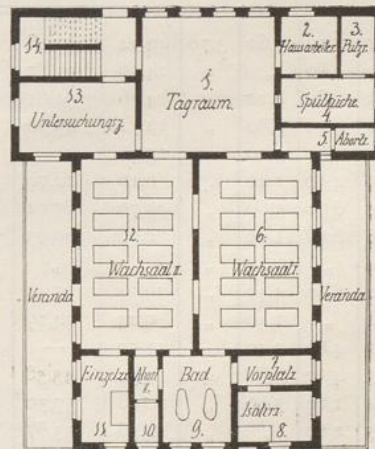 14.
1.
Tagraum.
2.
Hausarbeiter.
3.
Putzr.
13.
Untersuchungsz.
Spülküche
4.
5.
Abortr.
12.
Wachsaal II.
6.
Wachsaal I.
Veranda
Veranda
Einzelz.
11.
10
Bad
9.
7
Vorplatz
Isolirz.
8.